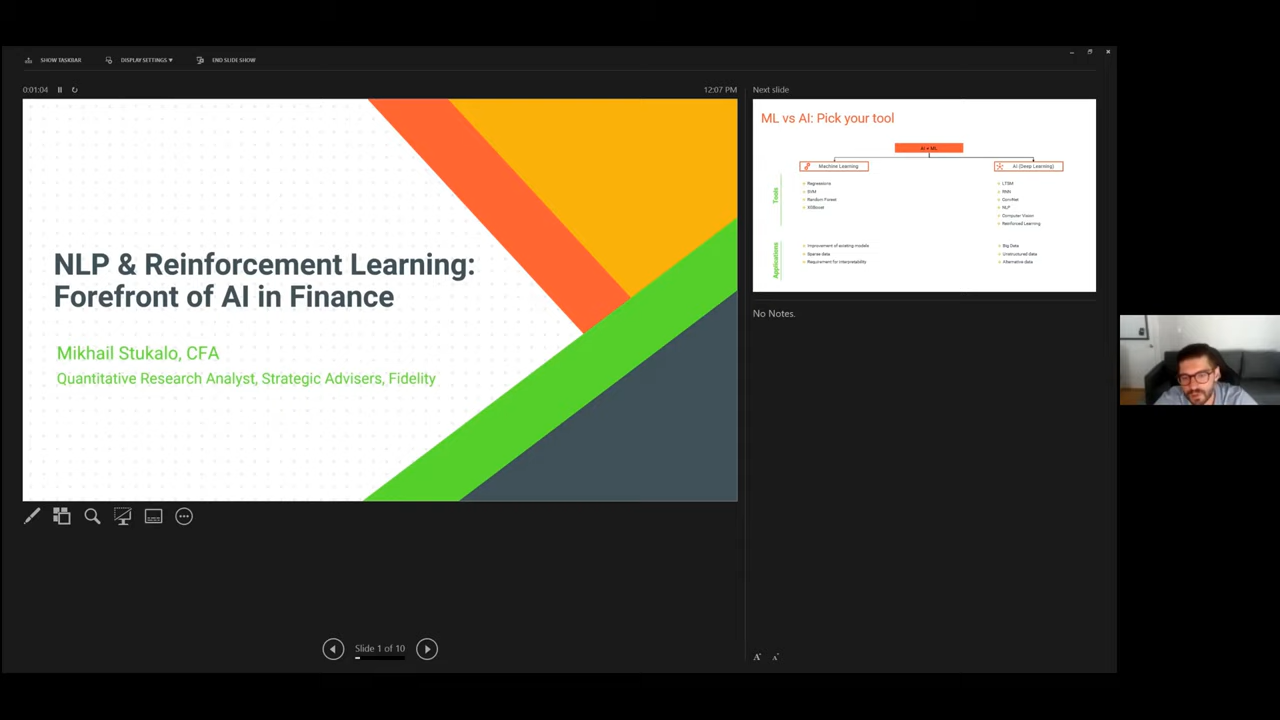 SHOW TASKBAR
DISPLAY SETTINGS ▼
END SLIDE SHOW
0:01:04
12:07 PM
NLP & Reinforcement Learning:
Forefront of AI in Finance
Mikhail Stukalo, CFA
Quantitative Research Analyst, Strategic Advisers, Fidelity
Slide 1 of 10
Next slide
ML vs AI: Pick your tool
AI ≠ ML
Machine Learning
AI (Deep Learning)
Tools
Regressions
SVM
Random Forest
XGBoost
LTSM
RNN
ConvNet
NLP
Computer Vision
Reinforced Learning
Applications
Improvement of existing models
Sparse data
Requirement for interpretability
Big Data
Unstructured data
Alternative data
No Notes.
A
A